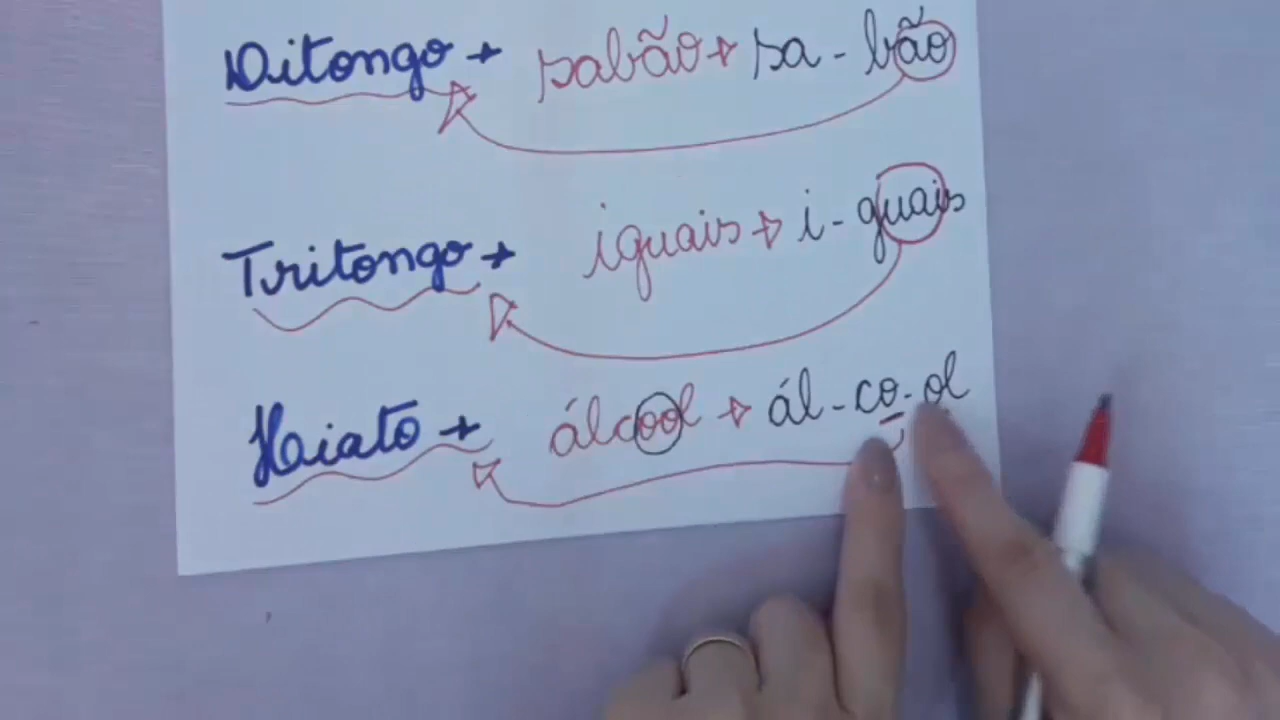 Ditongo → sabão → sa - bão
Tritongo → iguais → i - guais
Hiato → álcool → ál - co - ol